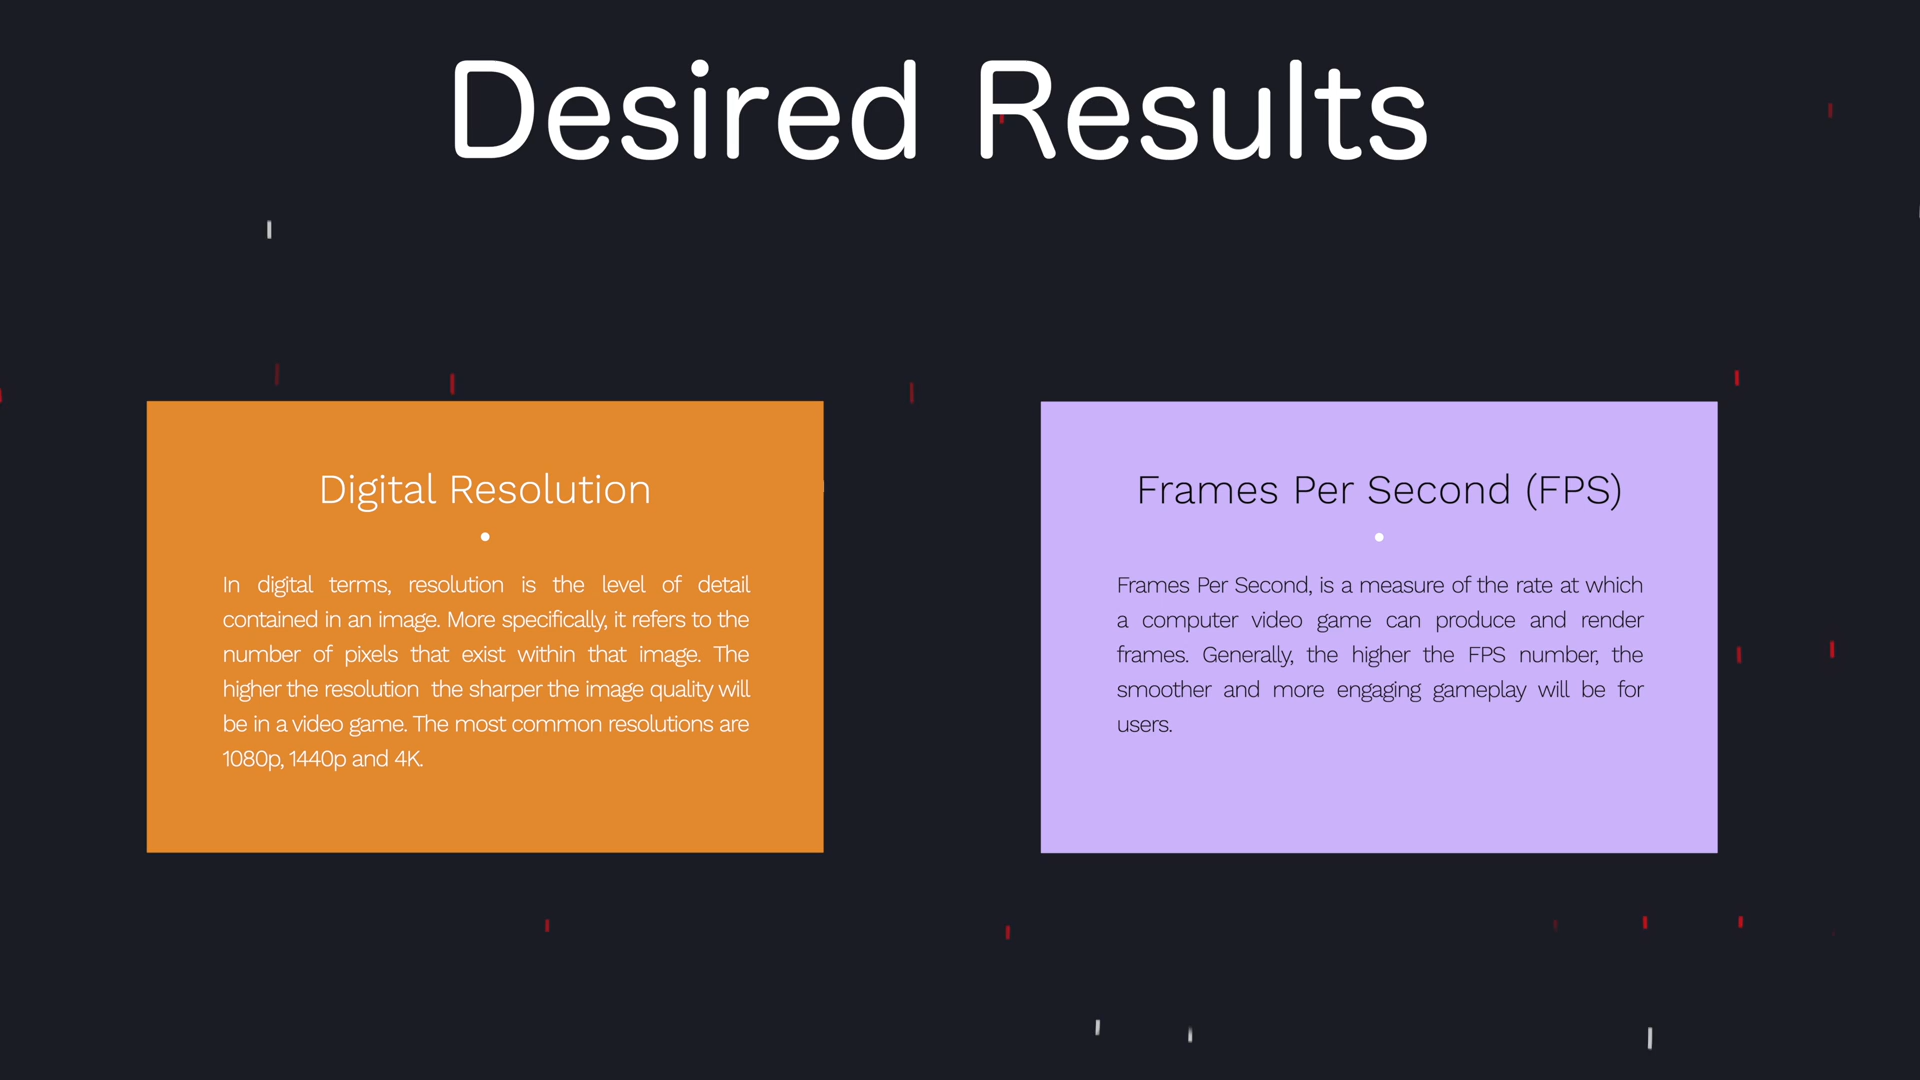 Desired Results
Digital Resolution
In digital terms, resolution is the level of detail
contained in an image. More specifically, it refers to the
number of pixels that exist within that image. The
higher the resolution  the sharper the image quality will
be in a video game. The most common resolutions are
1080p, 1440p and 4K.
Frames Per Second (FPS)
Frames Per Second, is a measure of the rate at which
a computer video game can produce and render
frames. Generally, the higher the FPS number, the
smoother and more engaging gameplay will be for
users.